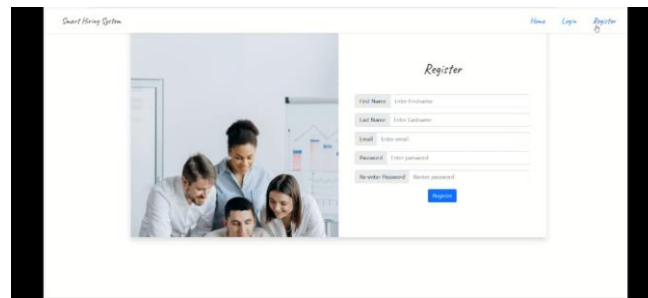 Smart Hiring System Home Login Register
Register
First Name Enter Firstname
Last Name Enter Lastname
Email Enter email
Password Enter password
Re-enter Password Renter password
Register